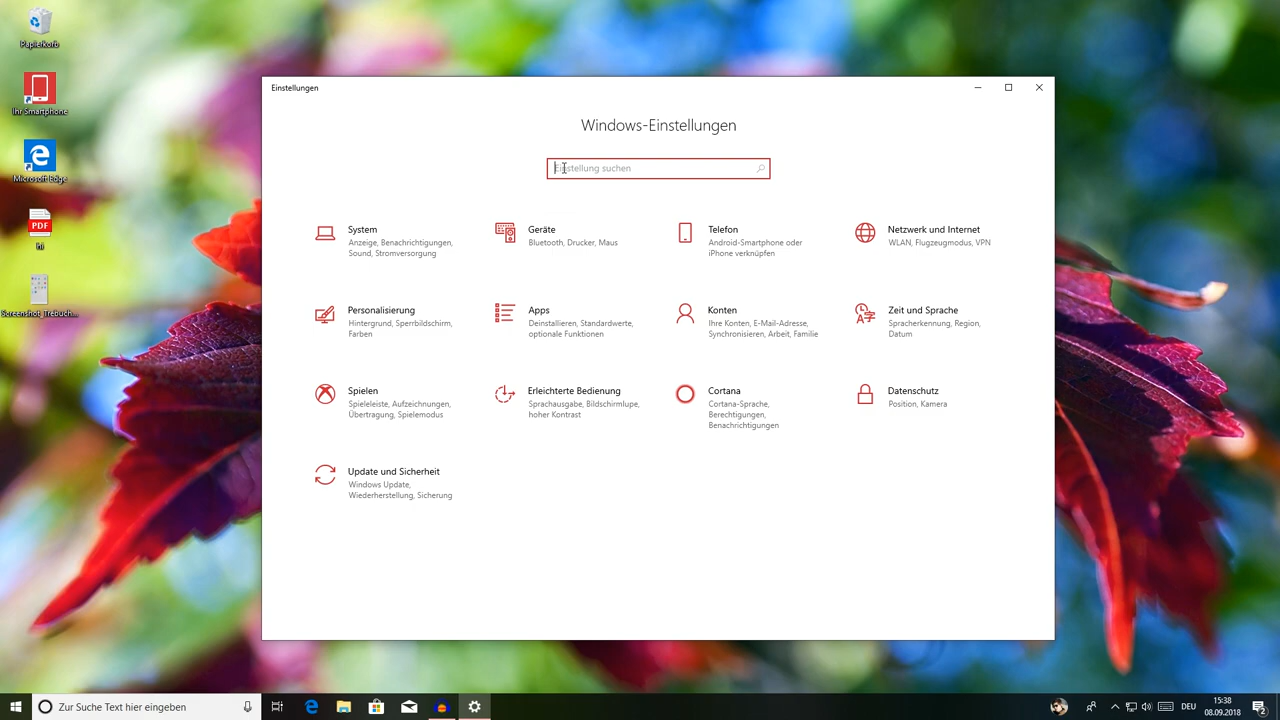 Papierkorb
Ihr Smartphone
Microsoft Edge
PDF
hi
Screenshot_Trebuch...
Einstellungen
Windows-Einstellungen
Einstellung suchen
System
Anzeige, Benachrichtigungen,
Sound, Stromversorgung
Geräte
Bluetooth, Drucker, Maus
Telefon
Android-Smartphone oder
iPhone verknüpfen
Netzwerk und Internet
WLAN, Flugzeugmodus, VPN
Personalisierung
Hintergrund, Sperrbildschirm,
Farben
Apps
Deinstallieren, Standardwerte,
optionale Funktionen
Konten
Ihre Konten, E-Mail-Adresse,
Synchronisieren, Arbeit, Familie
Zeit und Sprache
Spracherkennung, Region,
Datum
Spielen
Spieleleiste, Aufzeichnungen,
Übertragung, Spielemodus
Erleichterte Bedienung
Sprachausgabe, Bildschirmlupe,
hoher Kontrast
Cortana
Cortana-Sprache,
Berechtigungen,
Benachrichtigungen
Datenschutz
Position, Kamera
Update und Sicherheit
Windows Update,
Wiederherstellung, Sicherung
Zur Suche Text hier eingeben
DEU
15:38
08.09.2018
2